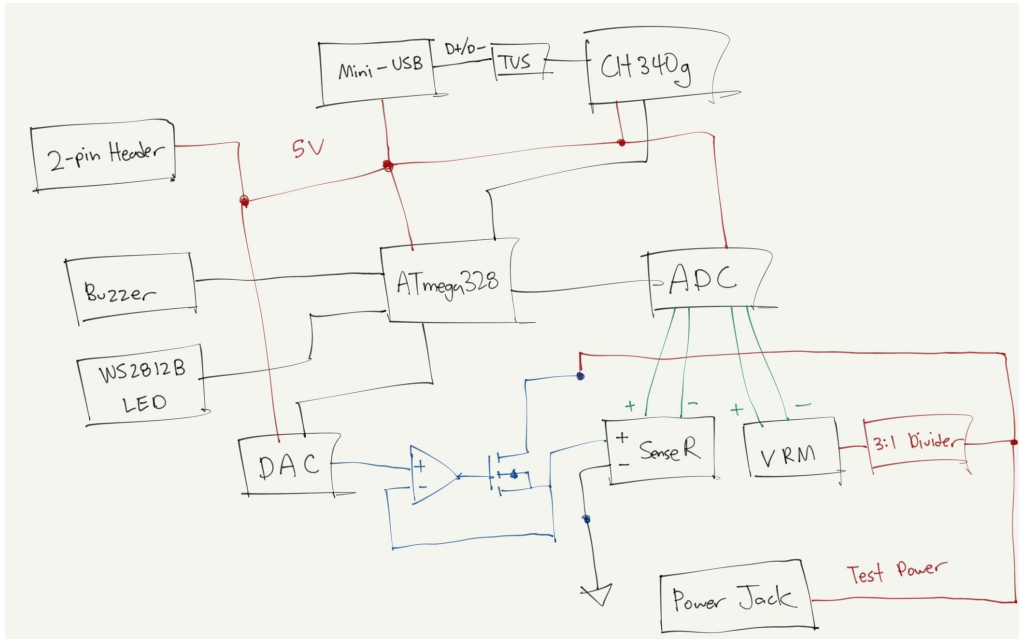 Mini-USB
D+/D-
TVS
CH340g
2-pin Header
5V
Buzzer
ATmega328
ADC
WS2812B
LED
+ - + -
DAC
+
-
+
-
SenseR
VRM
3:1 Divider
Power Jack
Test Power